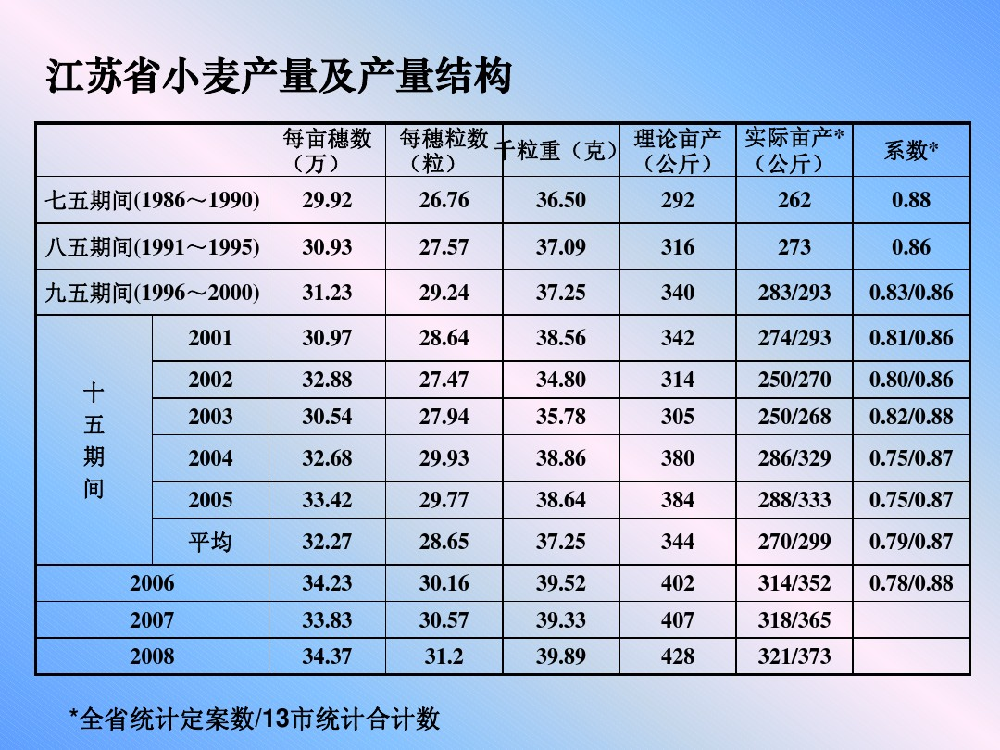 江苏省小麦产量及产量结构
每亩穗数（万） 每穗粒数（粒） 千粒重（克） 理论亩产（公斤） 实际亩产*（公斤） 系数*
七五期间(1986～1990) 29.92 26.76 36.50 292 262 0.88
八五期间(1991～1995) 30.93 27.57 37.09 316 273 0.86
九五期间(1996～2000) 31.23 29.24 37.25 340 283/293 0.83/0.86
十五期间
2001 30.97 28.64 38.56 342 274/293 0.81/0.86
2002 32.88 27.47 34.80 314 250/270 0.80/0.86
2003 30.54 27.94 35.78 305 250/268 0.82/0.88
2004 32.68 29.93 38.86 380 286/329 0.75/0.87
2005 33.42 29.77 38.64 384 288/333 0.75/0.87
平均 32.27 28.65 37.25 344 270/299 0.79/0.87
2006 34.23 30.16 39.52 402 314/352 0.78/0.88
2007 33.83 30.57 39.33 407 318/365
2008 34.37 31.2 39.89 428 321/373
*全省统计定案数/13市统计合计数